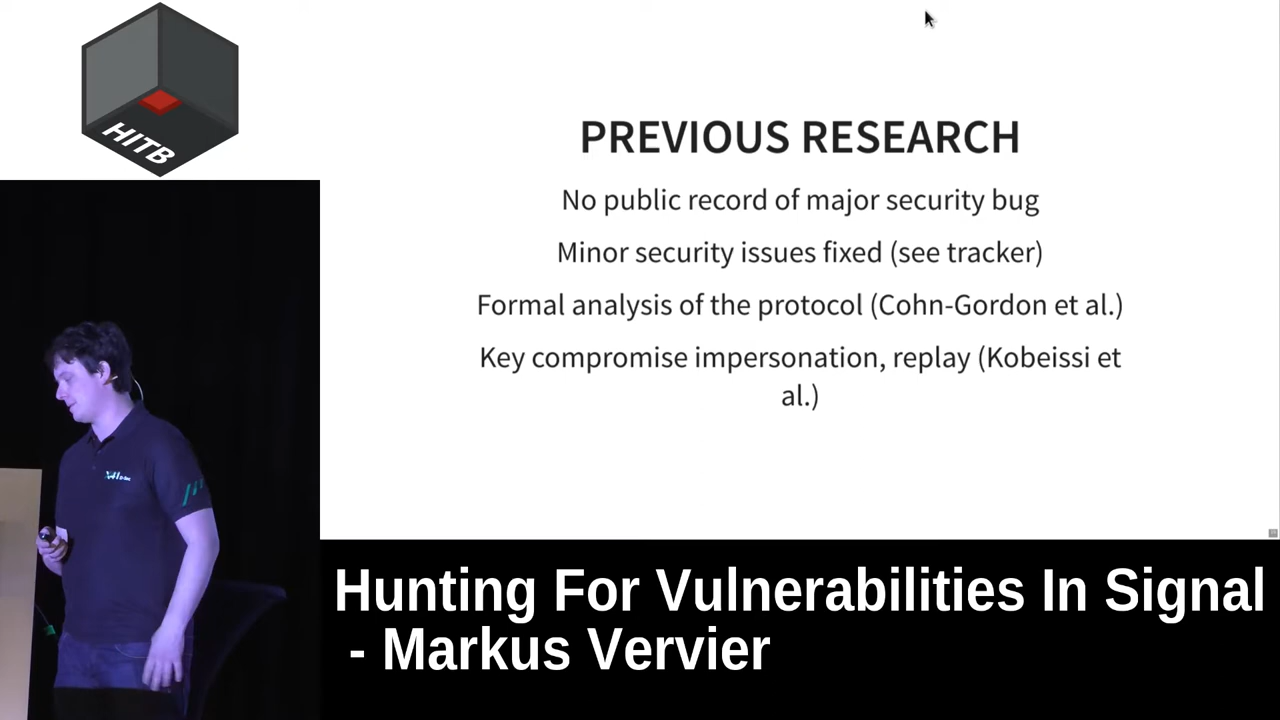 HITB
PREVIOUS RESEARCH
No public record of major security bug
Minor security issues fixed (see tracker)
Formal analysis of the protocol (Cohn-Gordon et al.)
Key compromise impersonation, replay (Kobeissi et
al.)
Hunting For Vulnerabilities In Signal
- Markus Vervier